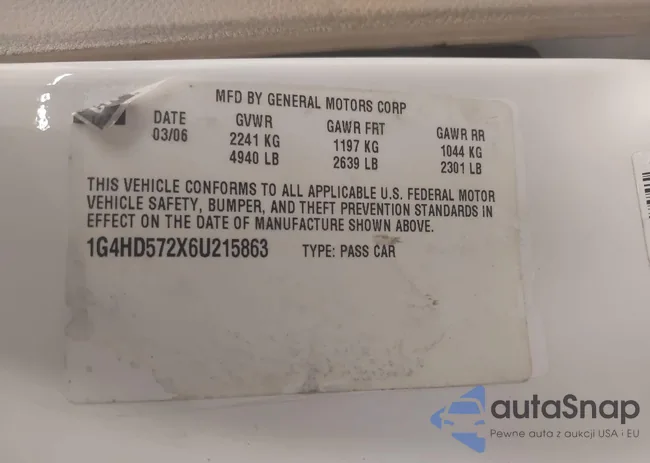 MFD BY GENERAL MOTORS CORP
DATE GVWR GAWR FRT GAWR RR
03/06 2241 KG 1197 KG 1044 KG
4940 LB 2639 LB 2301 LB
THIS VEHICLE CONFORMS TO ALL APPLICABLE U.S. FEDERAL MOTOR
VEHICLE SAFETY, BUMPER, AND THEFT PREVENTION STANDARDS IN
EFFECT ON THE DATE OF MANUFACTURE SHOWN ABOVE.
1G4HD572X6U215863 TYPE: PASS CAR
autaSnap
Pewne auta z aukcji USA i EU